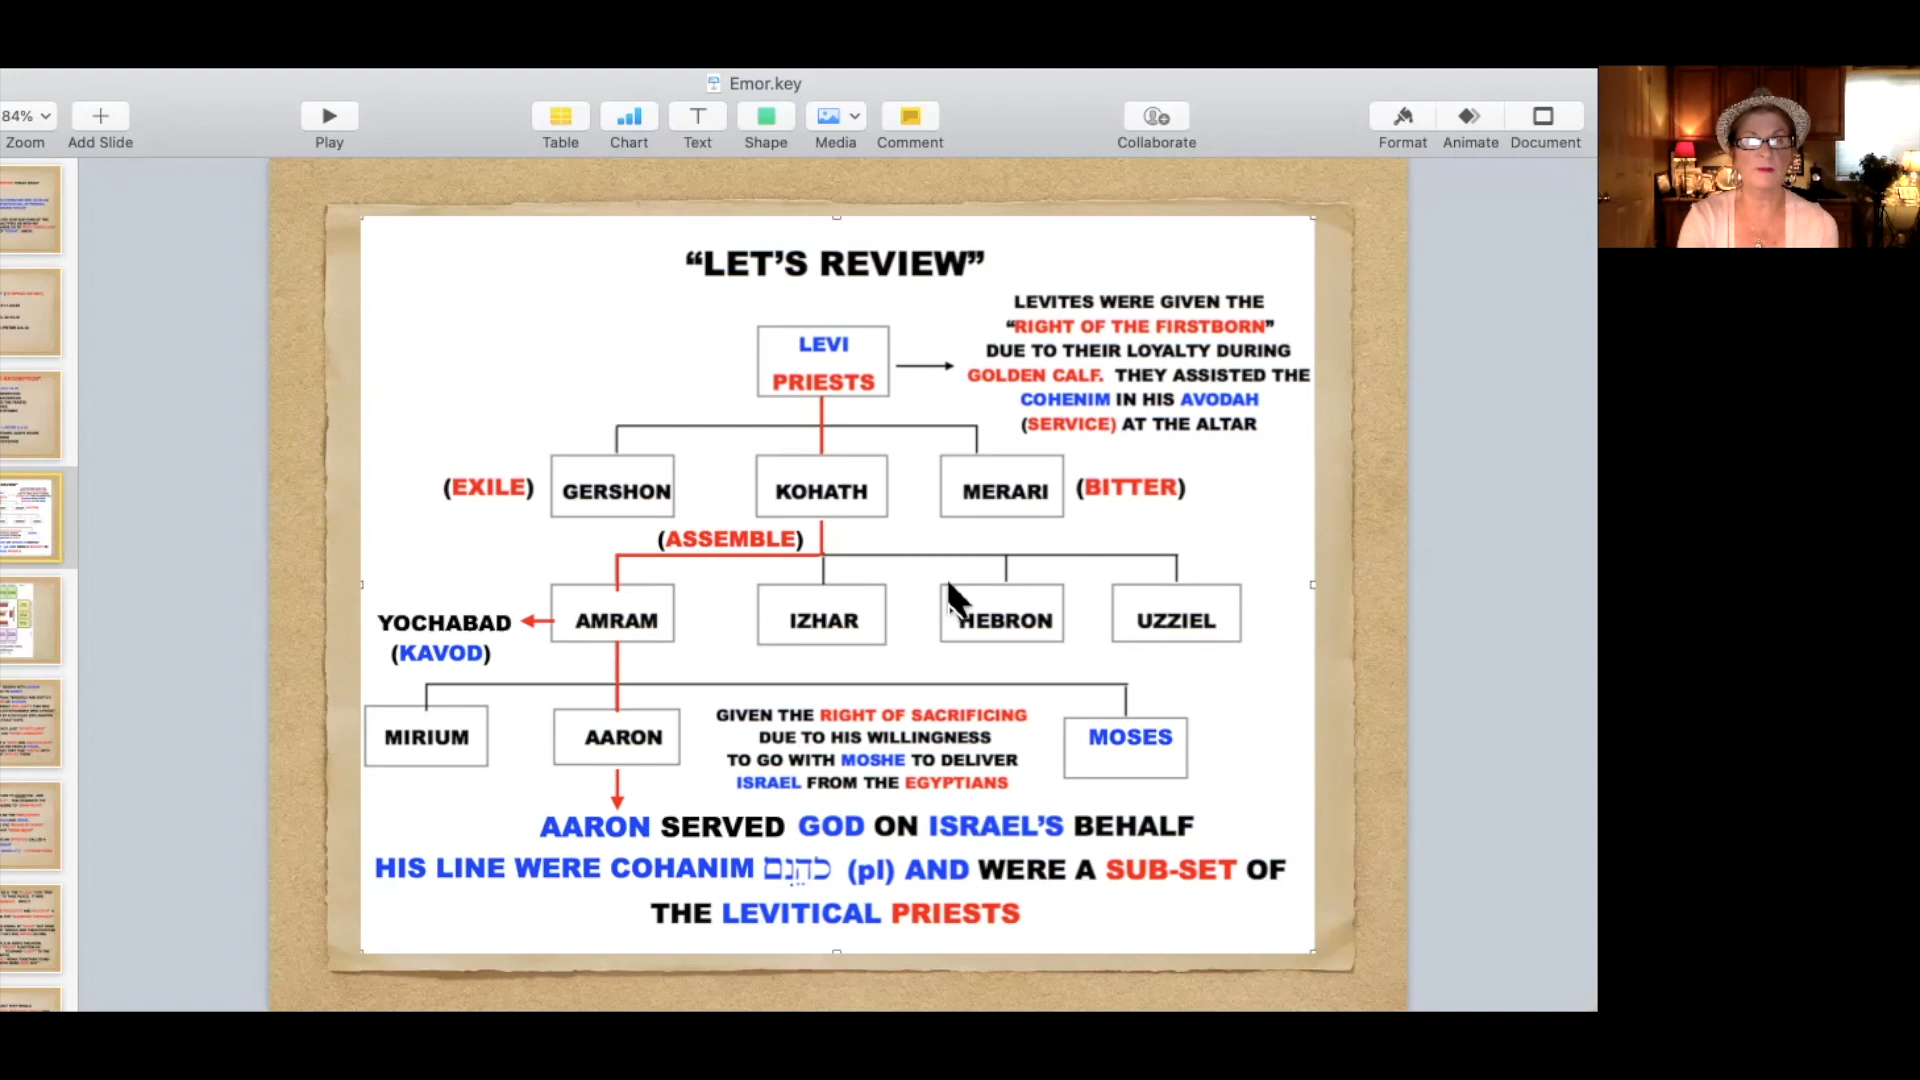 Emor.key
84%
Zoom
Add Slide
Play
Table
Chart
Text
Shape
Media
Comment
Collaborate
Format
Animate
Document
“LET’S REVIEW”
LEVITES WERE GIVEN THE
“RIGHT OF THE FIRSTBORN”
DUE TO THEIR LOYALTY DURING
GOLDEN CALF. THEY ASSISTED THE
COHENIM IN HIS AVODAH
(SERVICE) AT THE ALTAR
LEVI
PRIESTS
(EXILE)
GERSHON
KOHATH
MERARI
(BITTER)
(ASSEMBLE)
YOCHABAD
(KAVOD)
AMRAM
IZHAR
HEBRON
UZZIEL
MIRIUM
AARON
GIVEN THE RIGHT OF SACRIFICING
DUE TO HIS WILLINGNESS
TO GO WITH MOSHE TO DELIVER
ISRAEL FROM THE EGYPTIANS
MOSES
AARON SERVED GOD ON ISRAEL’S BEHALF
HIS LINE WERE COHANIM כֹּהֲנִם (pl) AND WERE A SUB-SET OF
THE LEVITICAL PRIESTS